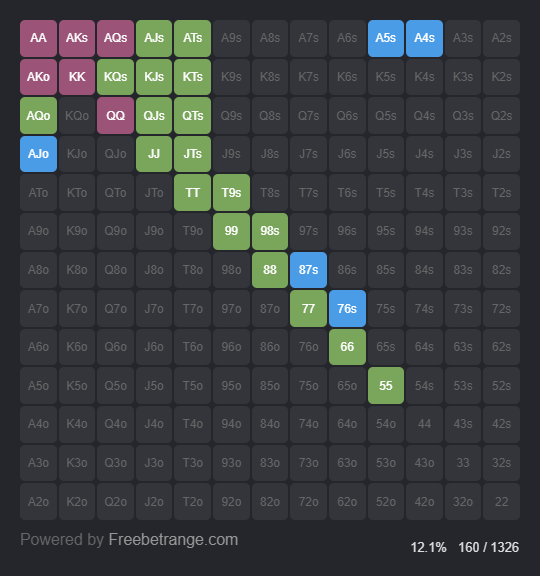 AA AKs AQs AJs ATs A9s A8s A7s A6s A5s A4s A3s A2s
AKo KK KQs KJs KTs K9s K8s K7s K6s K5s K4s K3s K2s
AQo KQo QQ QJs QTs Q9s Q8s Q7s Q6s Q5s Q4s Q3s Q2s
AJo KJo QJo JJ JTs J9s J8s J7s J6s J5s J4s J3s J2s
ATo KTo QTo JTo TT T9s T8s T7s T6s T5s T4s T3s T2s
A9o K9o Q9o J9o T9o 99 98s 97s 96s 95s 94s 93s 92s
A8o K8o Q8o J8o T8o 98o 88 87s 86s 85s 84s 83s 82s
A7o K7o Q7o J7o T7o 97o 87o 77 76s 75s 74s 73s 72s
A6o K6o Q6o J6o T6o 96o 86o 76o 66 65s 64s 63s 62s
A5o K5o Q5o J5o T5o 95o 85o 75o 65o 55 54s 53s 52s
A4o K4o Q4o J4o T4o 94o 84o 74o 64o 54o 44 43s 42s
A3o K3o Q3o J3o T3o 93o 83o 73o 63o 53o 43o 33 32s
A2o K2o Q2o J2o T2o 92o 82o 72o 62o 52o 42o 32o 22
Powered by Freebetrange.com
12.1% 160 / 1326